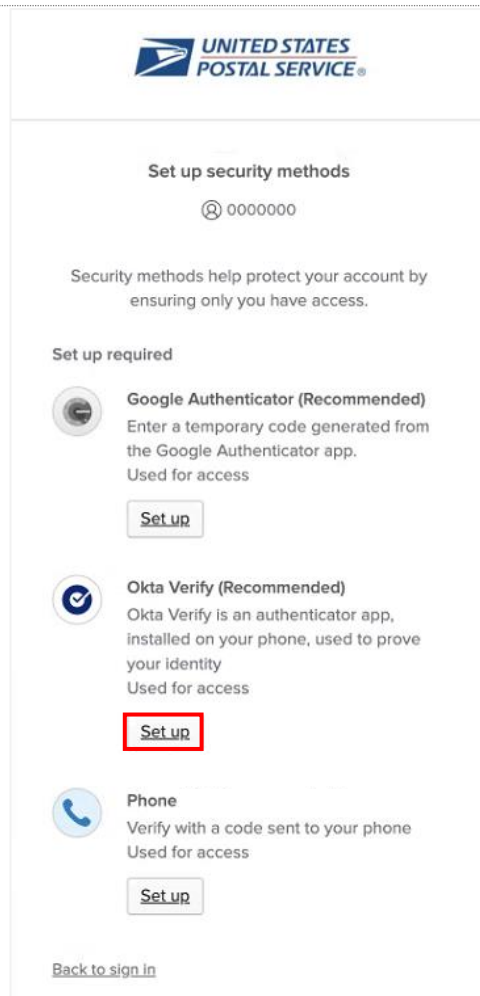 UNITED STATES
POSTAL SERVICE®
Set up security methods
0000000
Security methods help protect your account by
ensuring only you have access.
Set up required
Google Authenticator (Recommended)
Enter a temporary code generated from
the Google Authenticator app.
Used for access
Set up
Okta Verify (Recommended)
Okta Verify is an authenticator app,
installed on your phone, used to prove
your identity
Used for access
Set up
Phone
Verify with a code sent to your phone
Used for access
Set up
Back to sign in